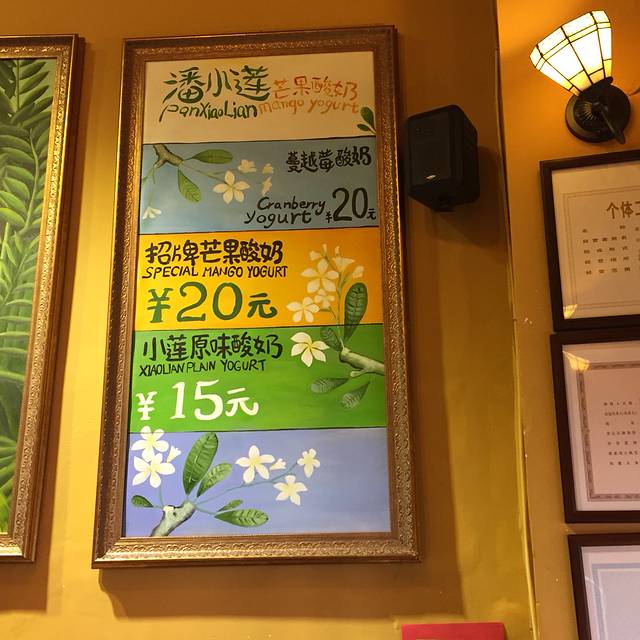 潘小莲 芒果酸奶
panXiaoLian mango yogurt
蔓越莓酸奶
Cranberry
yogurt ¥20元
招牌芒果酸奶
SPECIAL MANGO YOGURT
¥20元
小莲原味酸奶
XIAOLIAN PLAIN YOGURT
¥15元
个体工